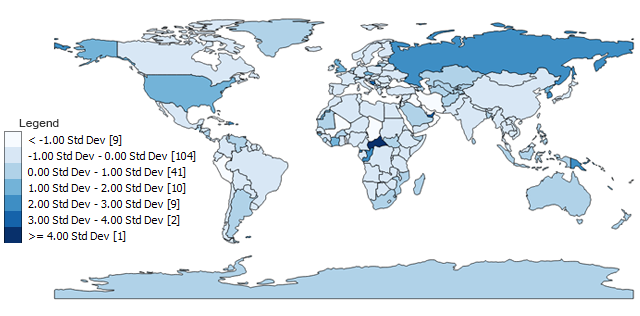 Legend
< -1.00 Std Dev [9]
-1.00 Std Dev - 0.00 Std Dev [104]
0.00 Std Dev - 1.00 Std Dev [41]
1.00 Std Dev - 2.00 Std Dev [10]
2.00 Std Dev - 3.00 Std Dev [9]
3.00 Std Dev - 4.00 Std Dev [2]
>= 4.00 Std Dev [1]